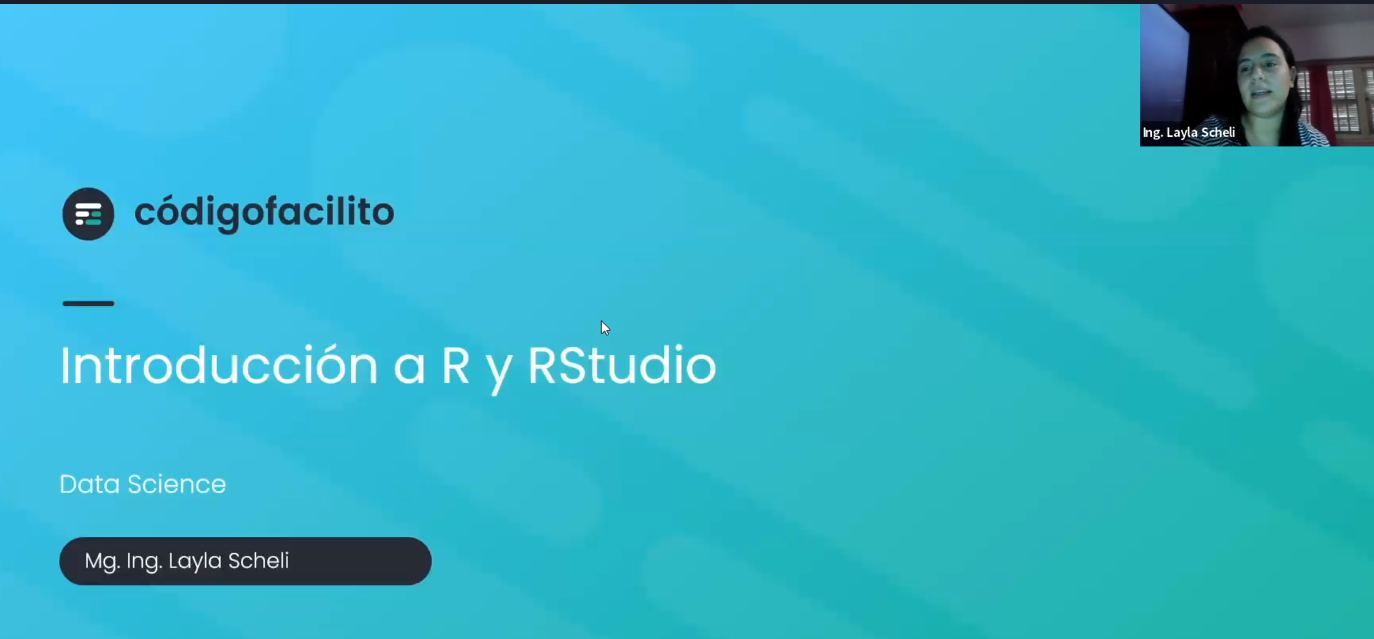 Ing. Layla Scheli
códigofacilito
Introducción a R y RStudio
Data Science
Mg. Ing. Layla Scheli